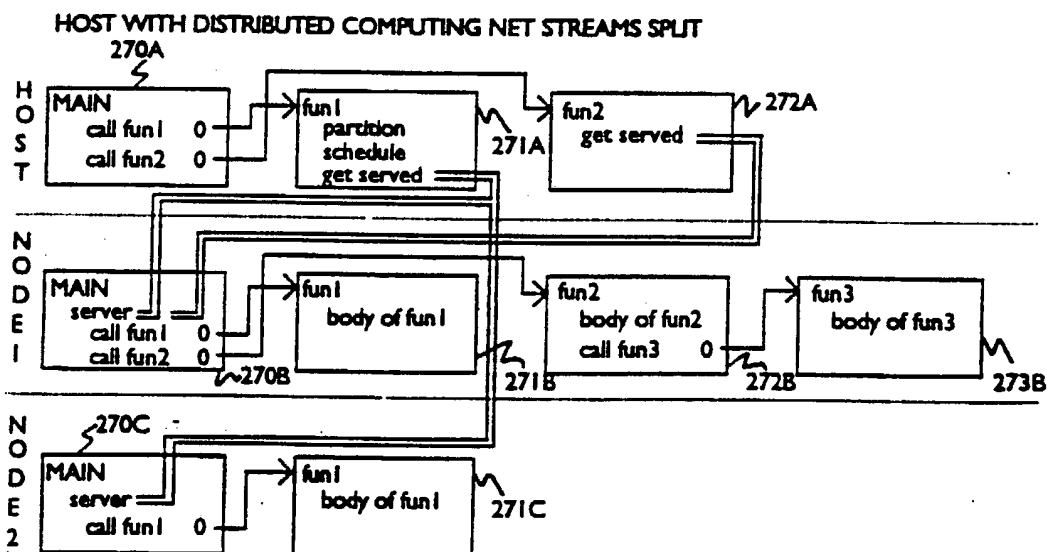 HOST WITH DISTRIBUTED COMPUTING NET STREAMS SPLIT
270A
HOST
MAIN
call fun1 0
call fun2 0
fun1
partition
schedule
get served
271A
fun2
get served
272A
NODE1
MAIN
server
call fun1 0
call fun2 0
270B
fun1
body of fun1
271B
fun2
body of fun2
call fun3 0
272B
fun3
body of fun3
273B
NODE2
270C
MAIN
server
call fun1 0
fun1
body of fun1
271C